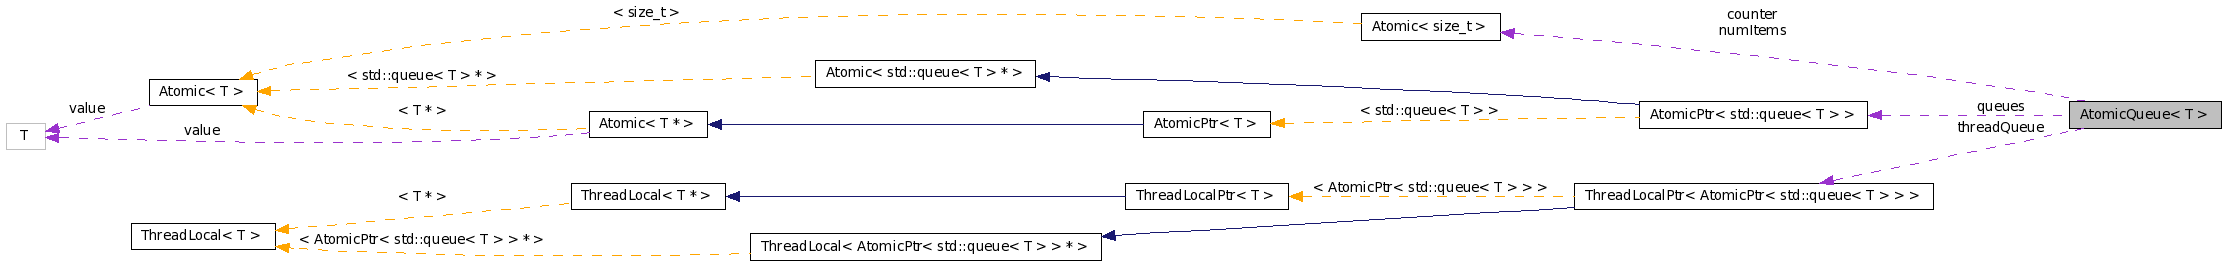 < size_t >
counter
numItems
Atomic< size_t >
< std::queue< T > * >
Atomic< std::queue< T > * >
Atomic< T >
value
< T * >
< std::queue< T > >
queues
AtomicPtr< std::queue< T > >
AtomicQueue< T >
T
value
Atomic< T * >
AtomicPtr< T >
threadQueue
< T * >
ThreadLocal< T * >
ThreadLocalPtr< T >
< AtomicPtr< std::queue< T > > >
ThreadLocalPtr< AtomicPtr< std::queue< T > > >
ThreadLocal< T >
< AtomicPtr< std::queue< T > > * >
ThreadLocal< AtomicPtr< std::queue< T > > * >